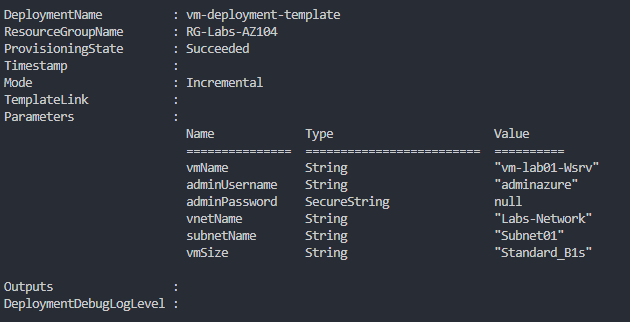 DeploymentName : vm-deployment-template
ResourceGroupName : RG-Labs-AZ104
ProvisioningState : Succeeded
Timestamp :
Mode : Incremental
TemplateLink :
Parameters :
Name Type Value
=============== ========================= ==========
vmName String "vm-lab01-Wsrv"
adminUsername String "adminazure"
adminPassword SecureString null
vnetName String "Labs-Network"
subnetName String "Subnet01"
vmSize String "Standard_B1s"
Outputs :
DeploymentDebugLogLevel :